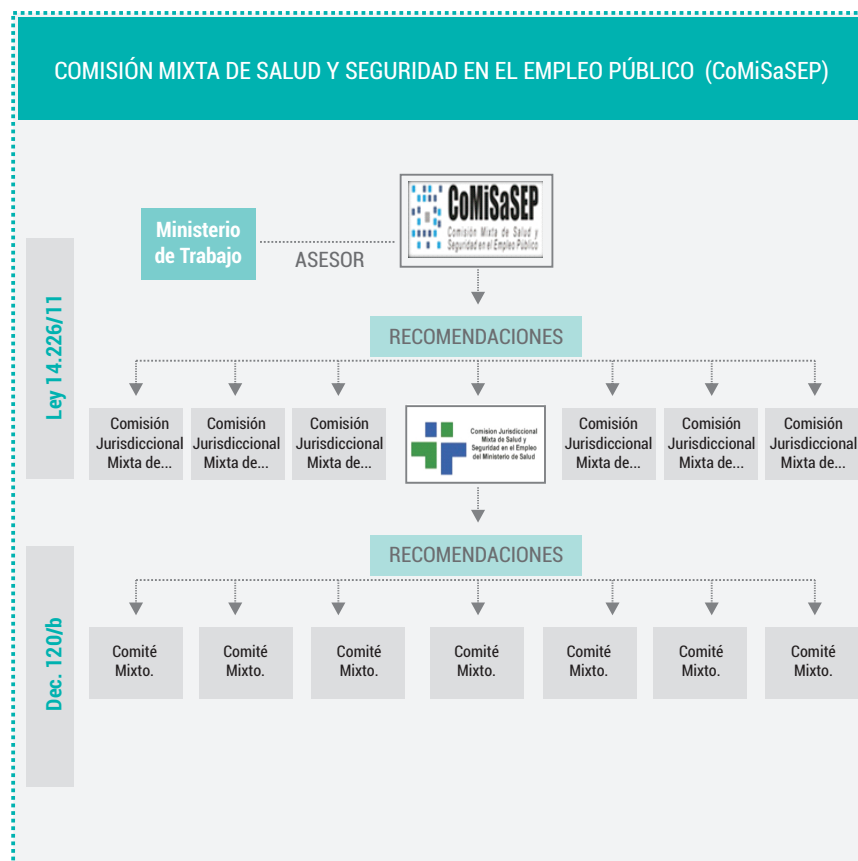 COMISIÓN MIXTA DE SALUD Y SEGURIDAD EN EL EMPLEO PÚBLICO (CoMiSaSEP)
CoMiSaSEP
Comisión Mixta de Salud y
Seguridad en el Empleo Público
Ministerio
de Trabajo
ASESOR
Ley 14.226/11
RECOMENDACIONES
Comisión
Jurisdiccional
Mixta de...
Comisión
Jurisdiccional
Mixta de...
Comisión
Jurisdiccional
Mixta de...
Comision Jurisdiccional
Mixta de Salud y
Seguridad en el Empleo
del Ministerio de Salud
Comisión
Jurisdiccional
Mixta de...
Comisión
Jurisdiccional
Mixta de...
Comisión
Jurisdiccional
Mixta de...
Dec. 120/b
RECOMENDACIONES
Comité
Mixto.
Comité
Mixto.
Comité
Mixto.
Comité
Mixto.
Comité
Mixto.
Comité
Mixto.
Comité
Mixto.